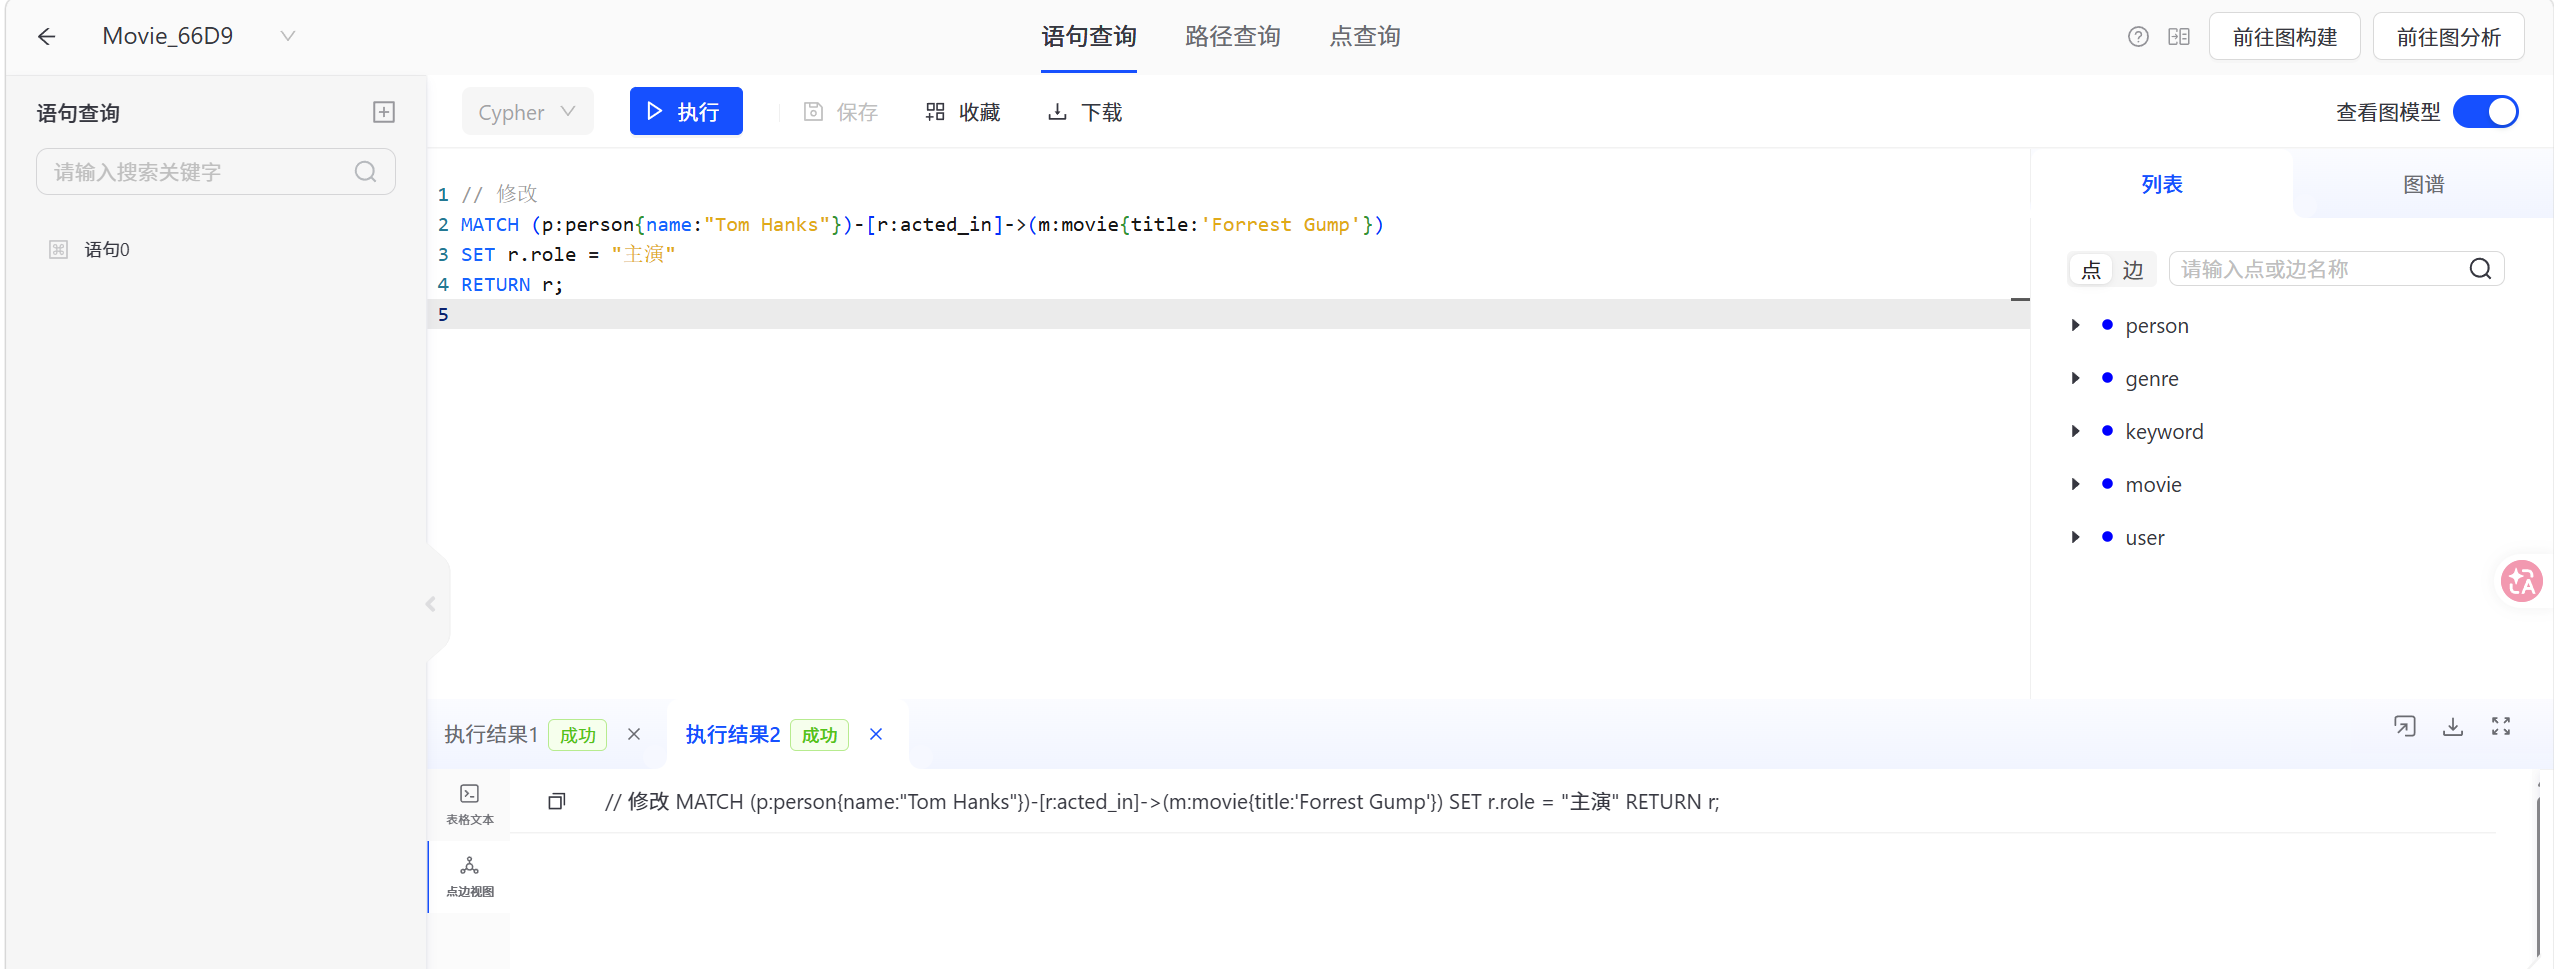 Movie_66D9
语句查询
路径查询
点查询
前往图构建
前往图分析
语句查询
请输入搜索关键字
语句0
Cypher
执行
保存
收藏
下载
查看图模型
1 // 修改
2 MATCH (p:person{name:"Tom Hanks"})-[r:acted_in]->(m:movie{title:'Forrest Gump'})
3 SET r.role = "主演"
4 RETURN r;
5
列表
图谱
点
边
请输入点或边名称
person
genre
keyword
movie
user
执行结果1 成功
执行结果2 成功
表格文本
点边视图
// 修改 MATCH (p:person{name:"Tom Hanks"})-[r:acted_in]->(m:movie{title:'Forrest Gump'}) SET r.role = "主演" RETURN r;